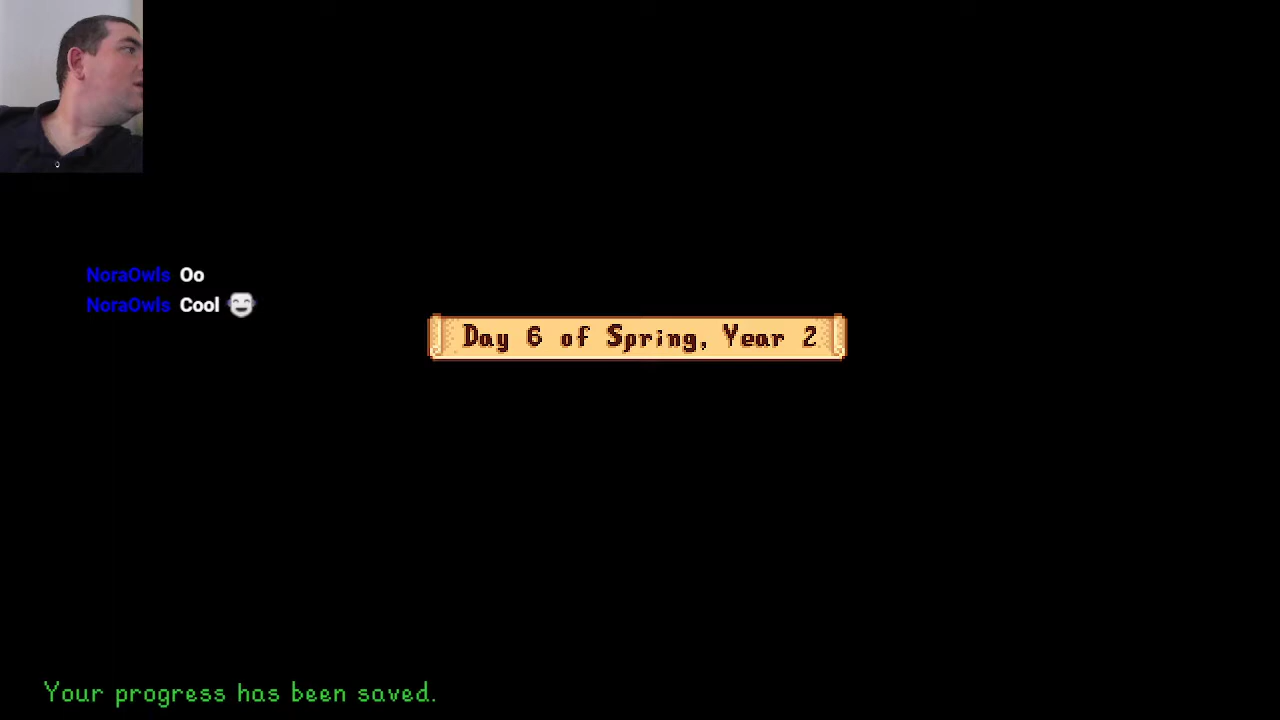 NoraOwls Oo
NoraOwls Cool
Day 6 of Spring, Year 2
Your progress has been saved.